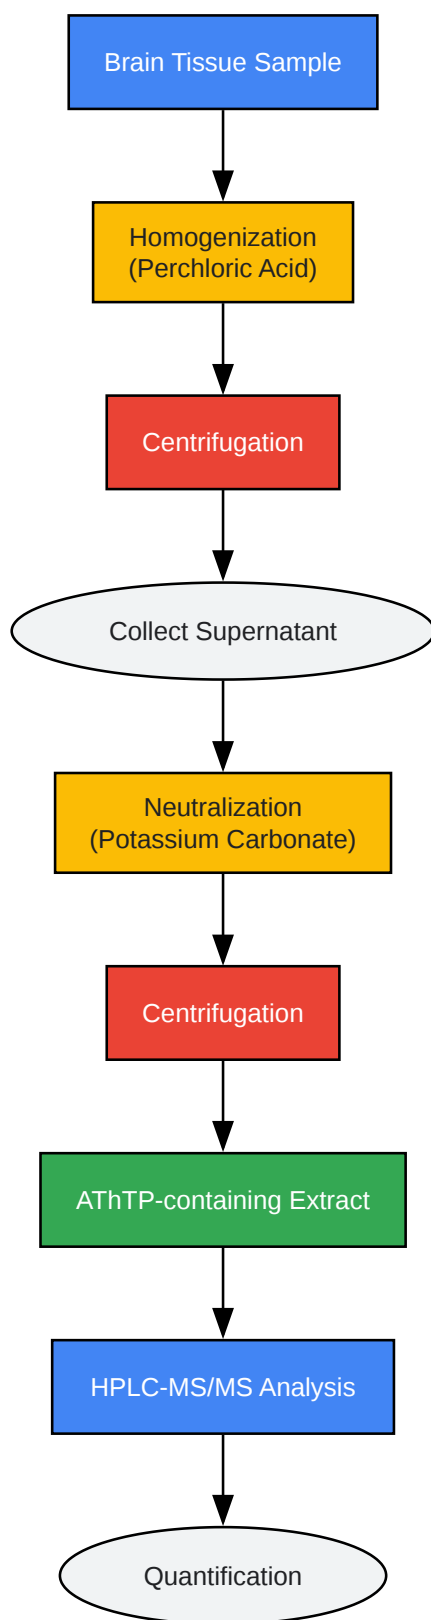 Brain Tissue Sample
Homogenization
(Perchloric Acid)
Centrifugation
Collect Supernatant
Neutralization
(Potassium Carbonate)
Centrifugation
AThTP-containing Extract
HPLC-MS/MS Analysis
Quantification